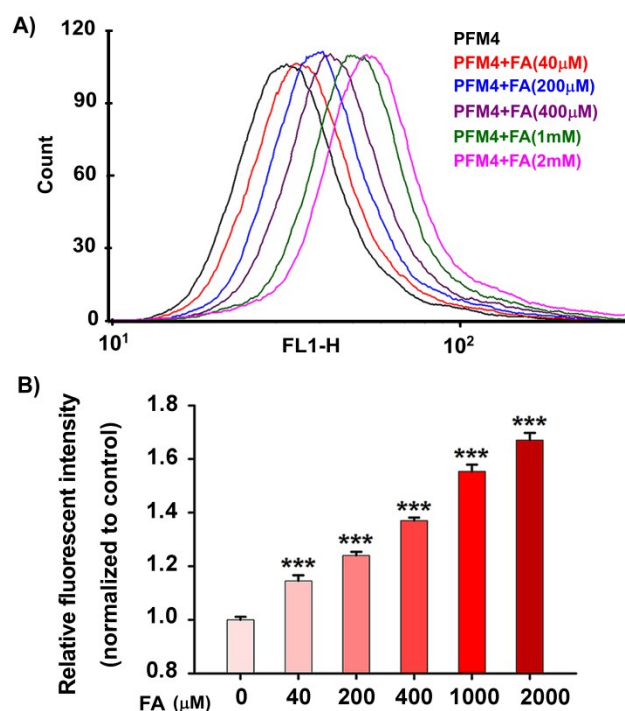 A)
120
90
60
30
0
Count
10¹
FL1-H
10²
PFM4
PFM4+FA(40μM)
PFM4+FA(200μM)
PFM4+FA(400μM)
PFM4+FA(1mM)
PFM4+FA(2mM)
B)
Relative fluorescent intensity
(normalized to control)
1.8
1.6
1.4
1.2
1.0
0.8
***
***
***
***
***
FA (μM)
0 40 200 400 1000 2000